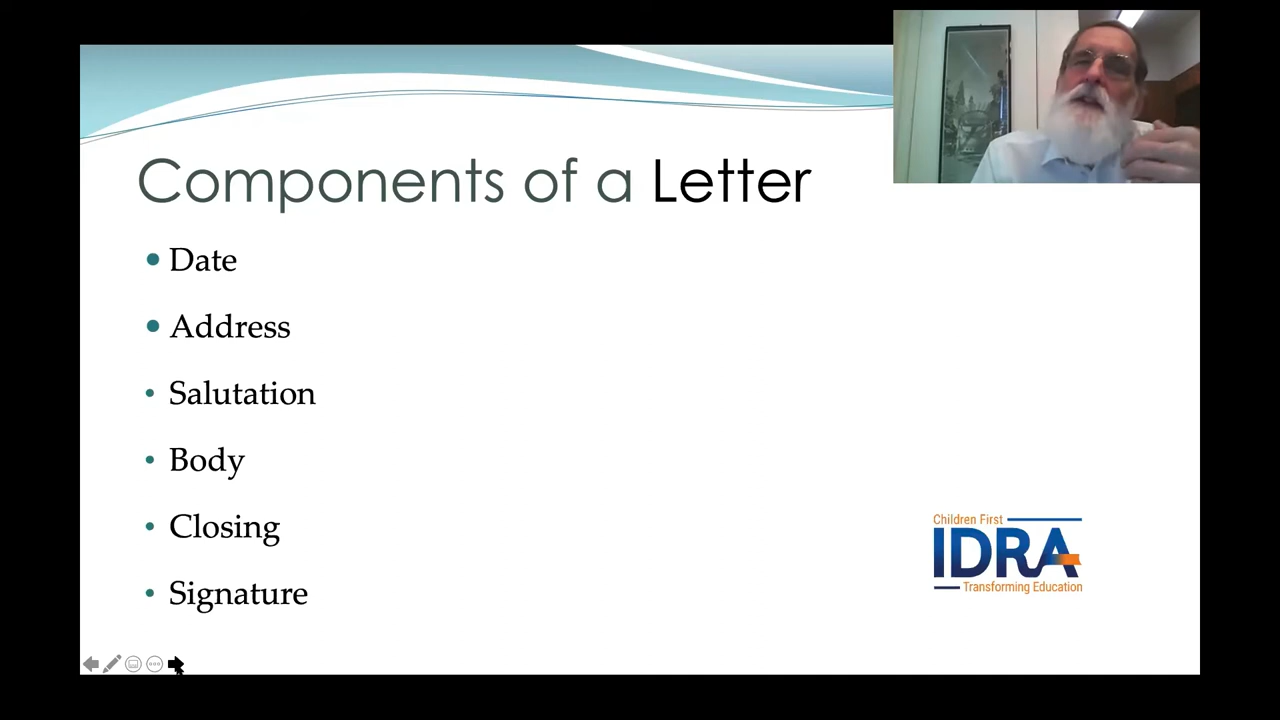 Components of a Letter
• Date
• Address
• Salutation
• Body
• Closing
• Signature
Children First
IDRA
Transforming Education